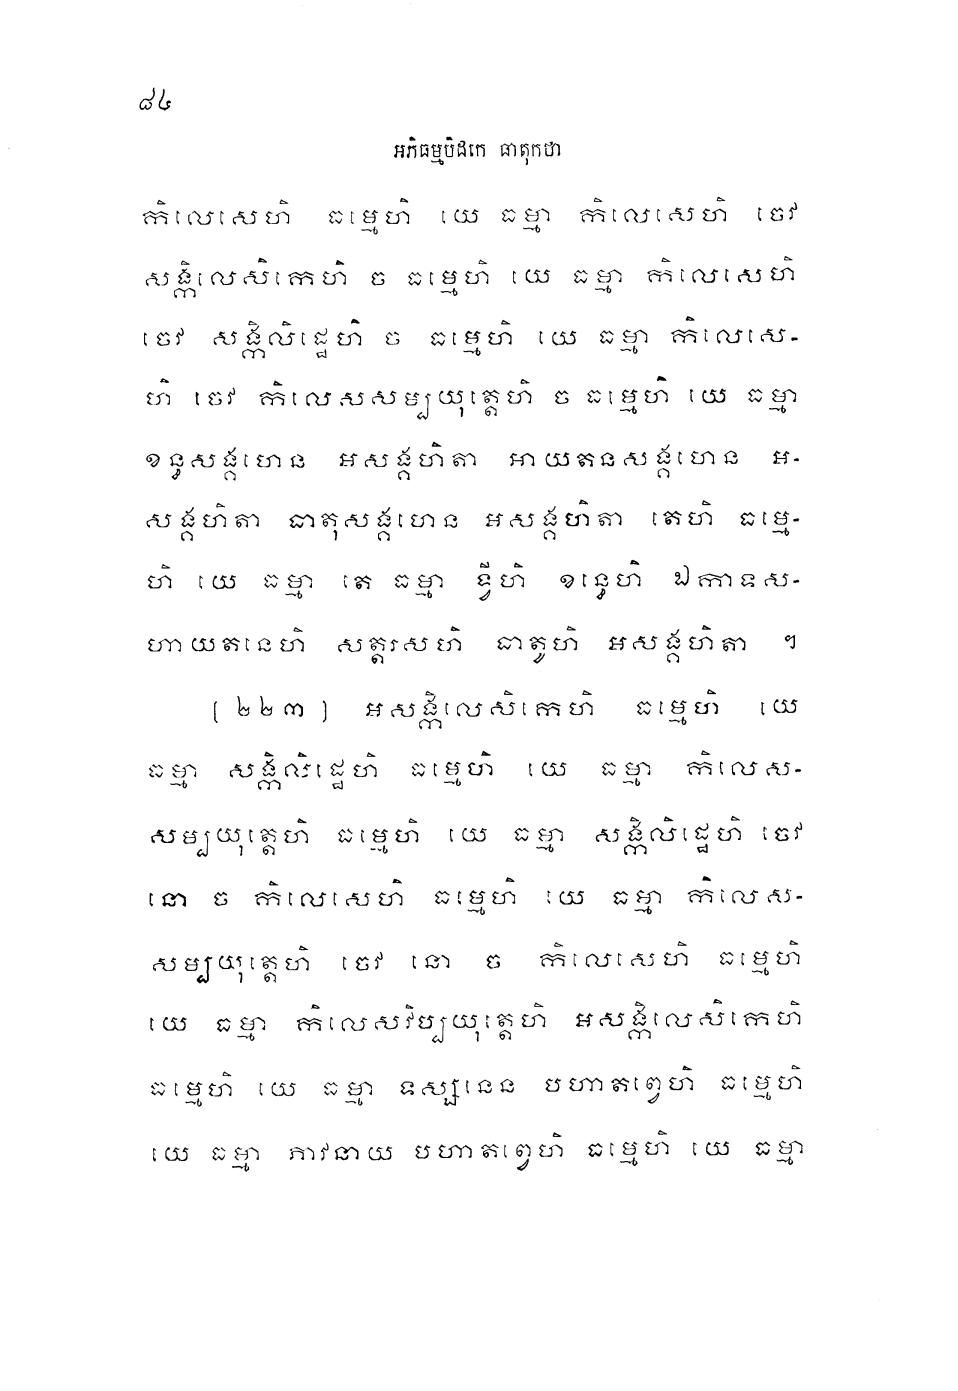 ៨៤
អភិធម្មបិដកេ ធាតុកថា
កិលេសេហិ ធម្មេហិ យេ ធម្មា កិលេសេហិ ចេវ
សង្កិលេសិកេហិ ច ធម្មេហិ យេ ធម្មា កិលេសេហិ
ចេវ សង្កិលិដ្ឋេហិ ច ធម្មេហិ យេ ធម្មា កិលេសេ-
ហិ ចេវ កិលេសសម្បយុត្តេហិ ច ធម្មេហិ យេ ធម្មា
ខន្ធសង្គហេន អសង្គហិតា អាយតនសង្គហេន អ-
សង្គហិតា ធាតុសង្គហេន អសង្គហិតា តេហិ ធម្មេ-
ហិ យេ ធម្មា តេ ធម្មា ទ្វីហិ ខន្ធេហិ ឯកាទស-
ហាយតនេហិ សត្តរសហិ ធាតូហិ អសង្គហិតា ។
[២២៣] អសង្កិលេសិកេហិ ធម្មេហិ យេ
ធម្មា សង្កិលិដ្ឋេហិ ធម្មេហិ យេ ធម្មា កិលេស-
សម្បយុត្តេហិ ធម្មេហិ យេ ធម្មា សង្កិលិដ្ឋេហិ ចេវ
នោ ច កិលេសេហិ ធម្មេហិ យេ ធម្មា កិលេស-
សម្បយុត្តេហិ ចេវ នោ ច កិលេសេហិ ធម្មេហិ
យេ ធម្មា កិលេសវិប្បយុត្តេហិ អសង្កិលេសិកេហិ
ធម្មេហិ យេ ធម្មា ទស្សនេន បហាតព្វេហិ ធម្មេហិ
យេ ធម្មា ភាវនាយ បហាតព្វេហិ ធម្មេហិ យេ ធម្មា